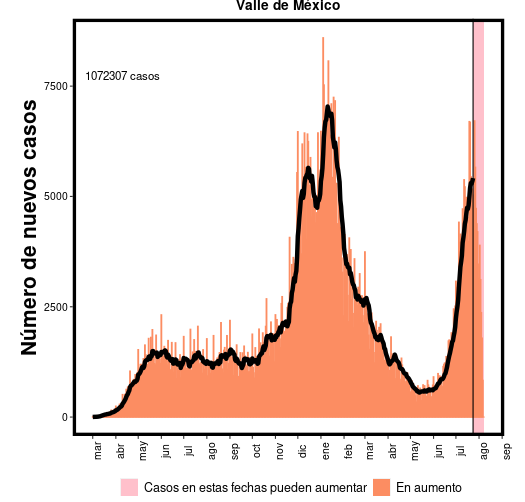 Valle de México
1072307 casos
Número de nuevos casos
7500
5000
2500
0
mar abr may jun jul ago sep oct nov dic ene feb mar abr may jun jul ago sep
Casos en estas fechas pueden aumentar En aumento